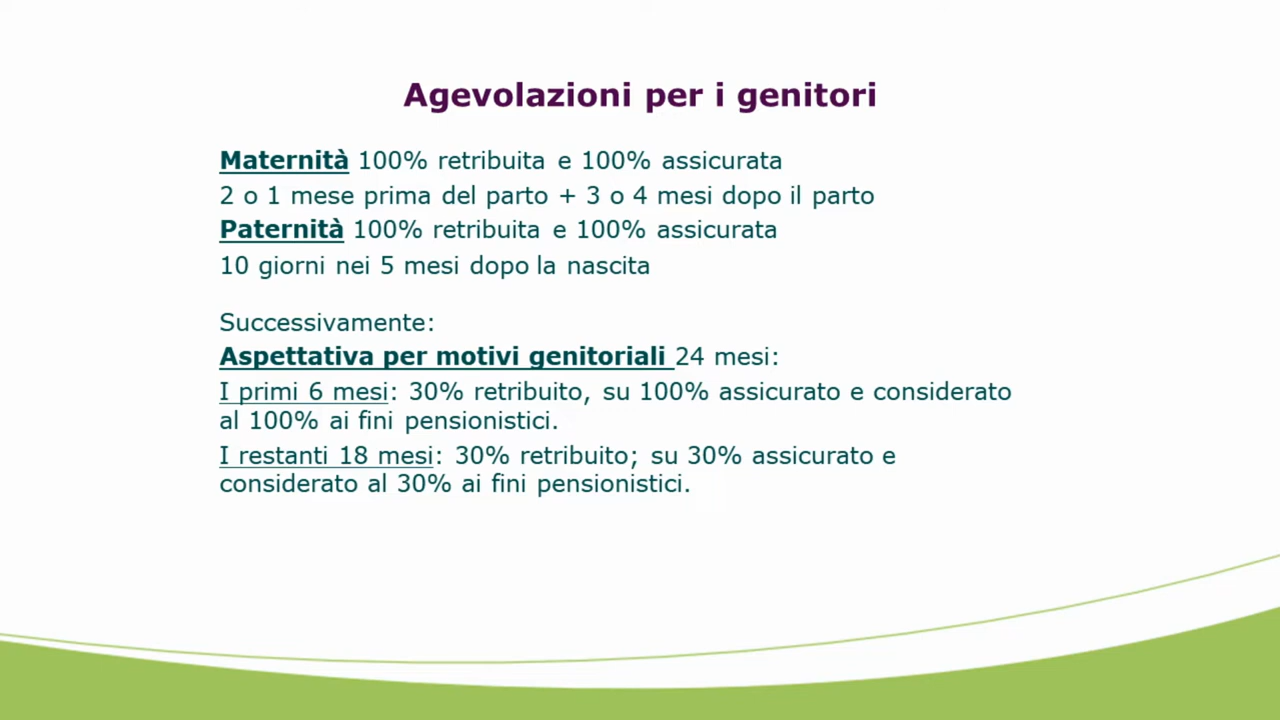 Agevolazioni per i genitori
Maternità 100% retribuita e 100% assicurata
2 o 1 mese prima del parto + 3 o 4 mesi dopo il parto
Paternità 100% retribuita e 100% assicurata
10 giorni nei 5 mesi dopo la nascita
Successivamente:
Aspettativa per motivi genitoriali 24 mesi:
I primi 6 mesi: 30% retribuito, su 100% assicurato e considerato
al 100% ai fini pensionistici.
I restanti 18 mesi: 30% retribuito; su 30% assicurato e
considerato al 30% ai fini pensionistici.